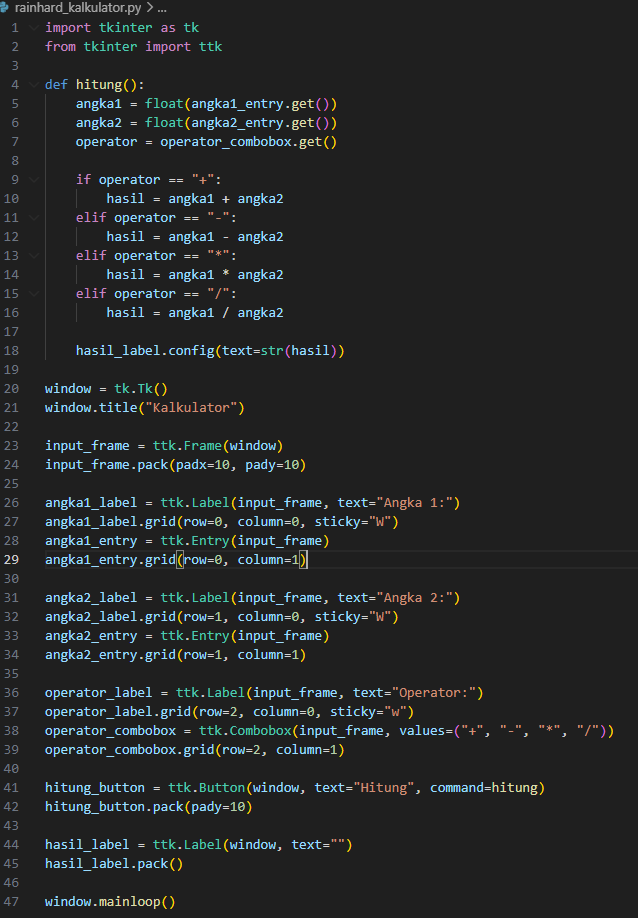 rainhard_kalkulator.py > ...
1 import tkinter as tk
2 from tkinter import ttk
3
4 def hitung():
5     angka1 = float(angka1_entry.get())
6     angka2 = float(angka2_entry.get())
7     operator = operator_combobox.get()
8
9     if operator == "+":
10         hasil = angka1 + angka2
11     elif operator == "-":
12         hasil = angka1 - angka2
13     elif operator == "*":
14         hasil = angka1 * angka2
15     elif operator == "/":
16         hasil = angka1 / angka2
17
18     hasil_label.config(text=str(hasil))
19
20 window = tk.Tk()
21 window.title("Kalkulator")
22
23 input_frame = ttk.Frame(window)
24 input_frame.pack(padx=10, pady=10)
25
26 angka1_label = ttk.Label(input_frame, text="Angka 1:")
27 angka1_label.grid(row=0, column=0, sticky="W")
28 angka1_entry = ttk.Entry(input_frame)
29 angka1_entry.grid(row=0, column=1)
30
31 angka2_label = ttk.Label(input_frame, text="Angka 2:")
32 angka2_label.grid(row=1, column=0, sticky="W")
33 angka2_entry = ttk.Entry(input_frame)
34 angka2_entry.grid(row=1, column=1)
35
36 operator_label = ttk.Label(input_frame, text="Operator:")
37 operator_label.grid(row=2, column=0, sticky="w")
38 operator_combobox = ttk.Combobox(input_frame, values=("+", "-", "*", "/"))
39 operator_combobox.grid(row=2, column=1)
40
41 hitung_button = ttk.Button(window, text="Hitung", command=hitung)
42 hitung_button.pack(pady=10)
43
44 hasil_label = ttk.Label(window, text="")
45 hasil_label.pack()
46
47 window.mainloop()